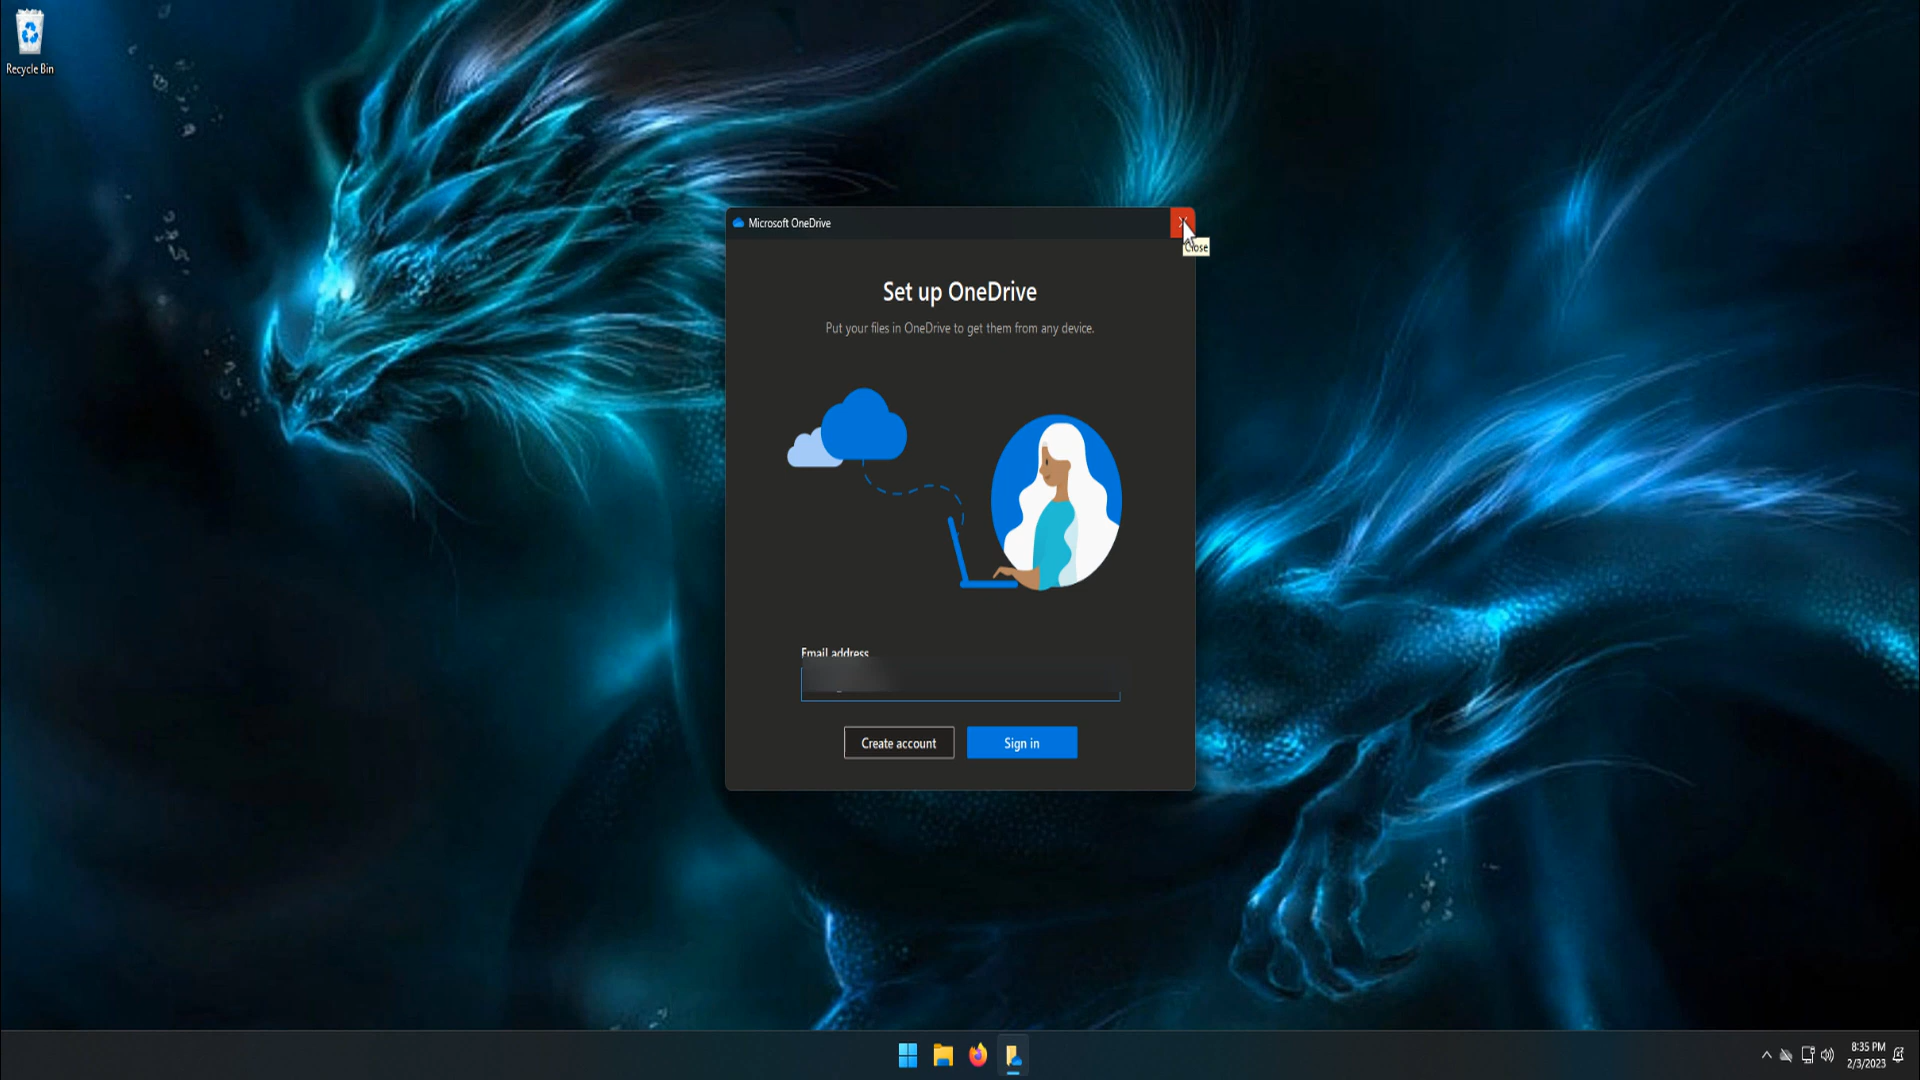 Recycle Bin
Microsoft OneDrive
Close
Set up OneDrive
Put your files in OneDrive to get them from any device.
Email address
Create account
Sign in
8:35 PM
2/3/2023